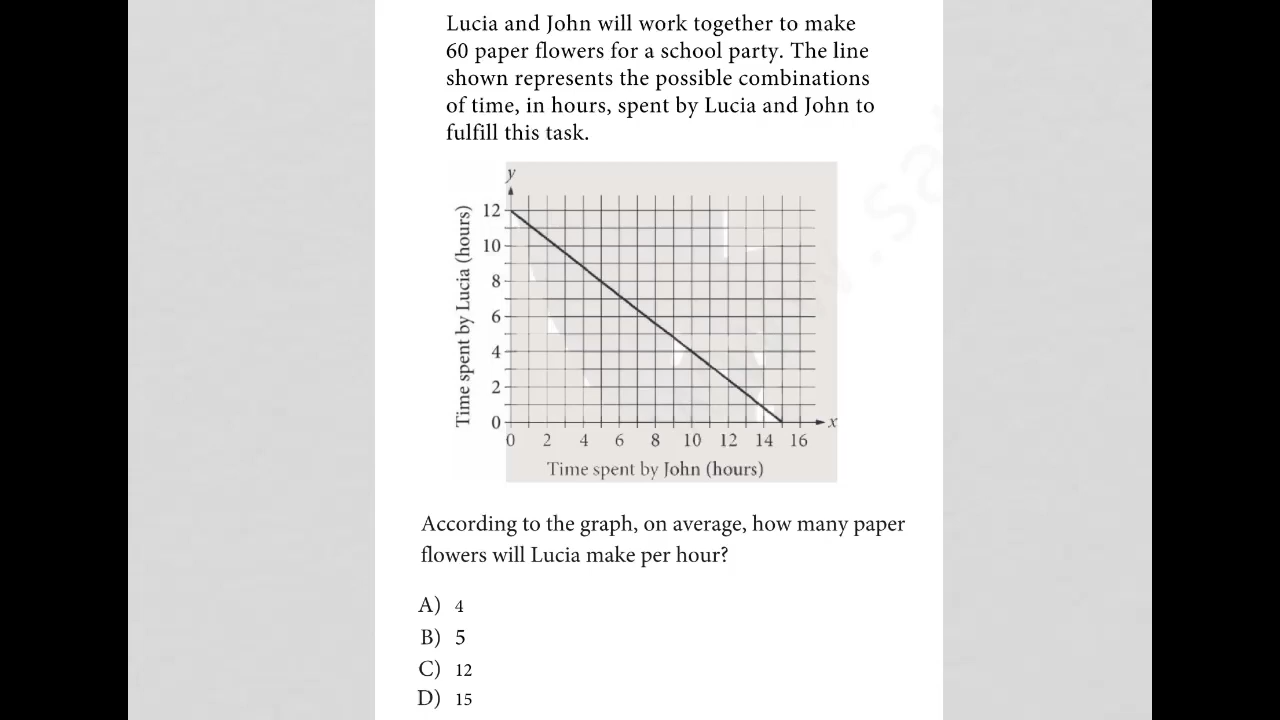 Lucia and John will work together to make
60 paper flowers for a school party. The line
shown represents the possible combinations
of time, in hours, spent by Lucia and John to
fulfill this task.
y
Time spent by Lucia (hours)
12
10
8
6
4
2
0
x
0 2 4 6 8 10 12 14 16
Time spent by John (hours)
According to the graph, on average, how many paper
flowers will Lucia make per hour?
A) 4
B) 5
C) 12
D) 15